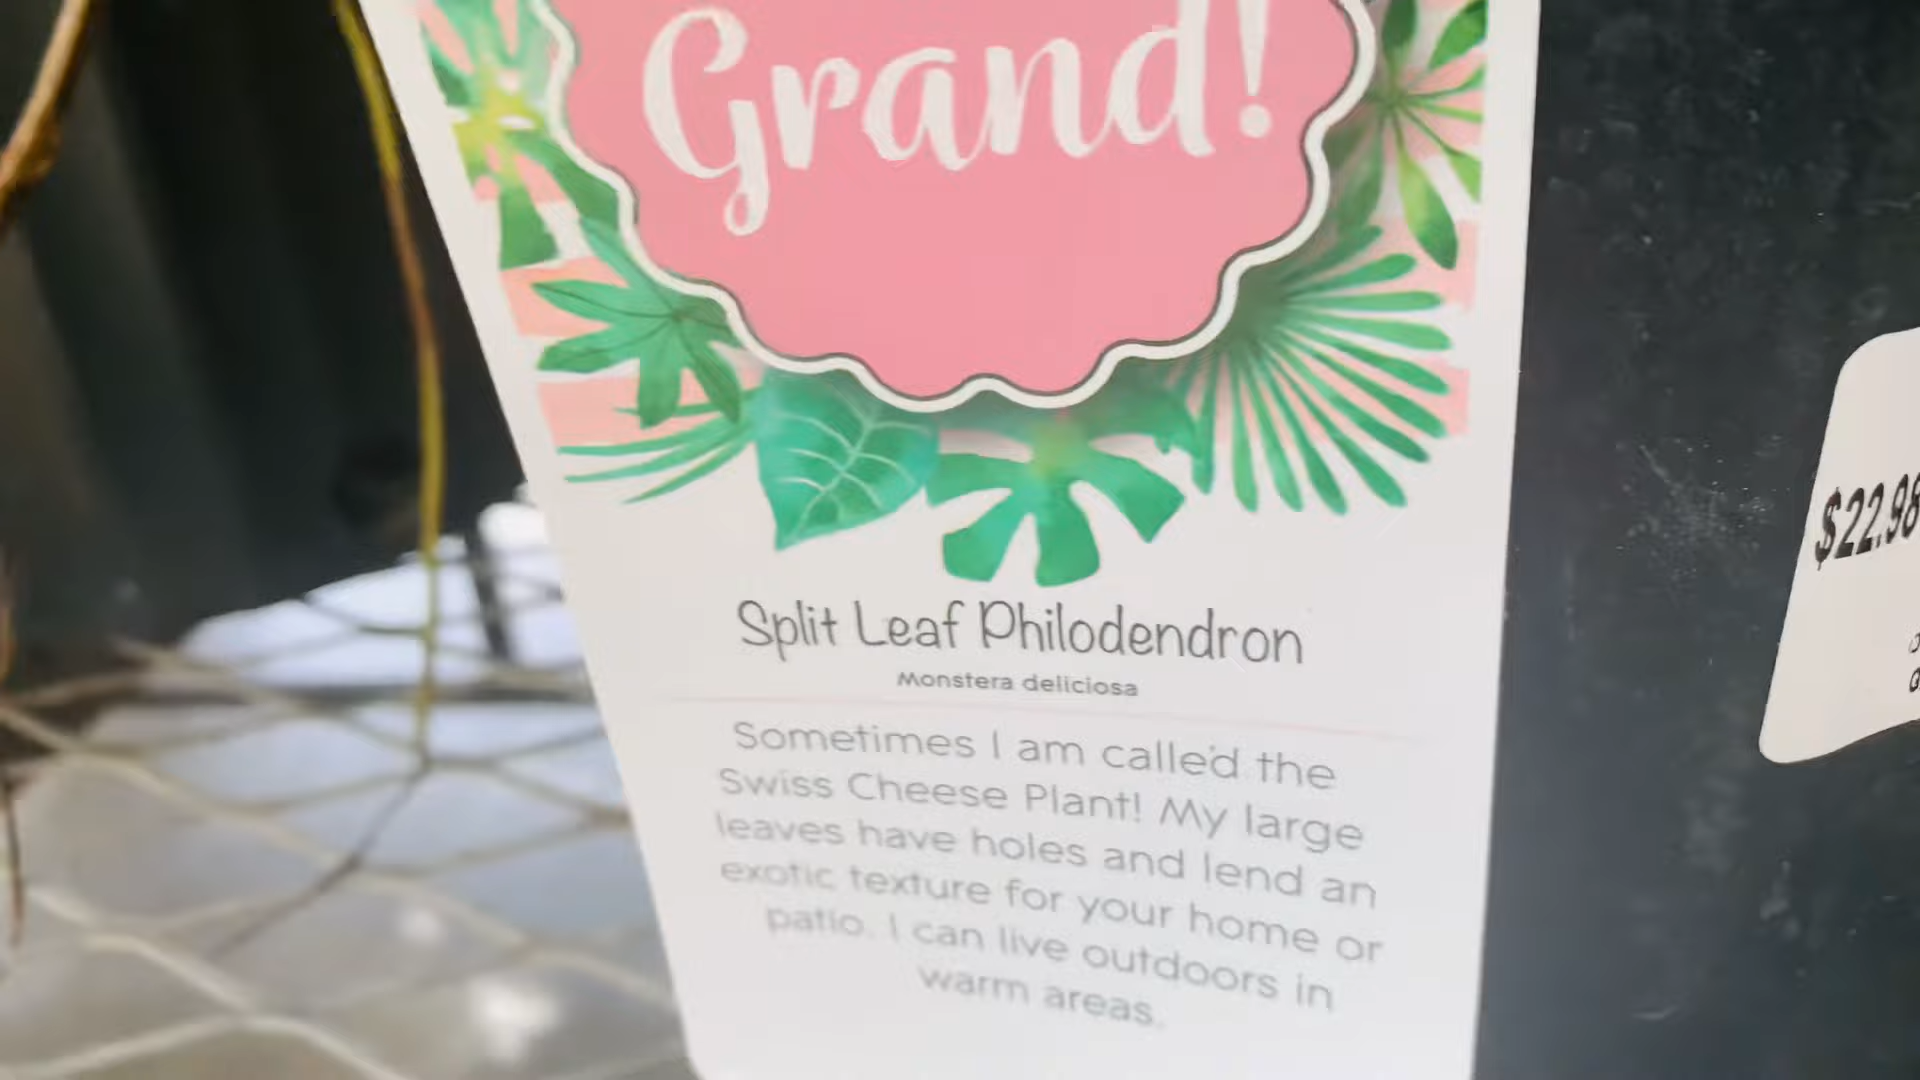 Grand!
Split Leaf Philodendron
Monstera deliciosa
Sometimes I am called the
Swiss Cheese Plant! My large
leaves have holes and lend an
exotic texture for your home or
patio. I can live outdoors in
warm areas.
$22.98